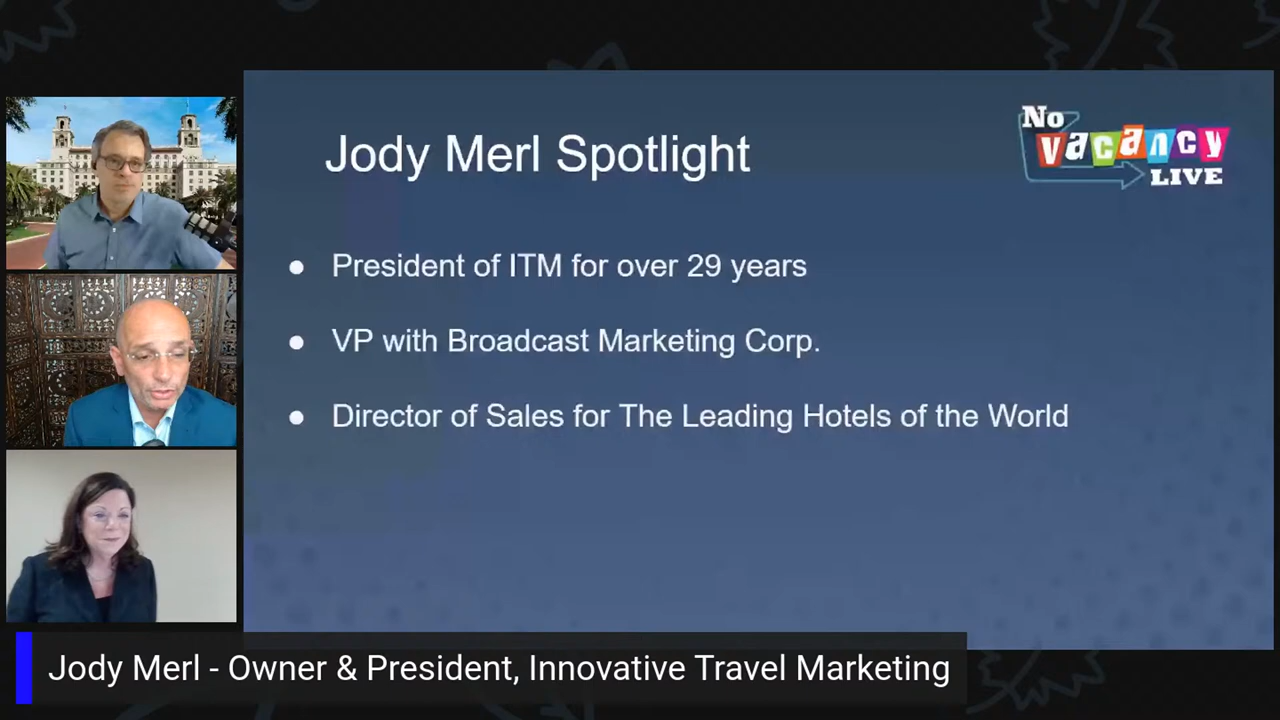 Jody Merl Spotlight
No
vacancy
LIVE
● President of ITM for over 29 years
● VP with Broadcast Marketing Corp.
● Director of Sales for The Leading Hotels of the World
Jody Merl - Owner & President, Innovative Travel Marketing